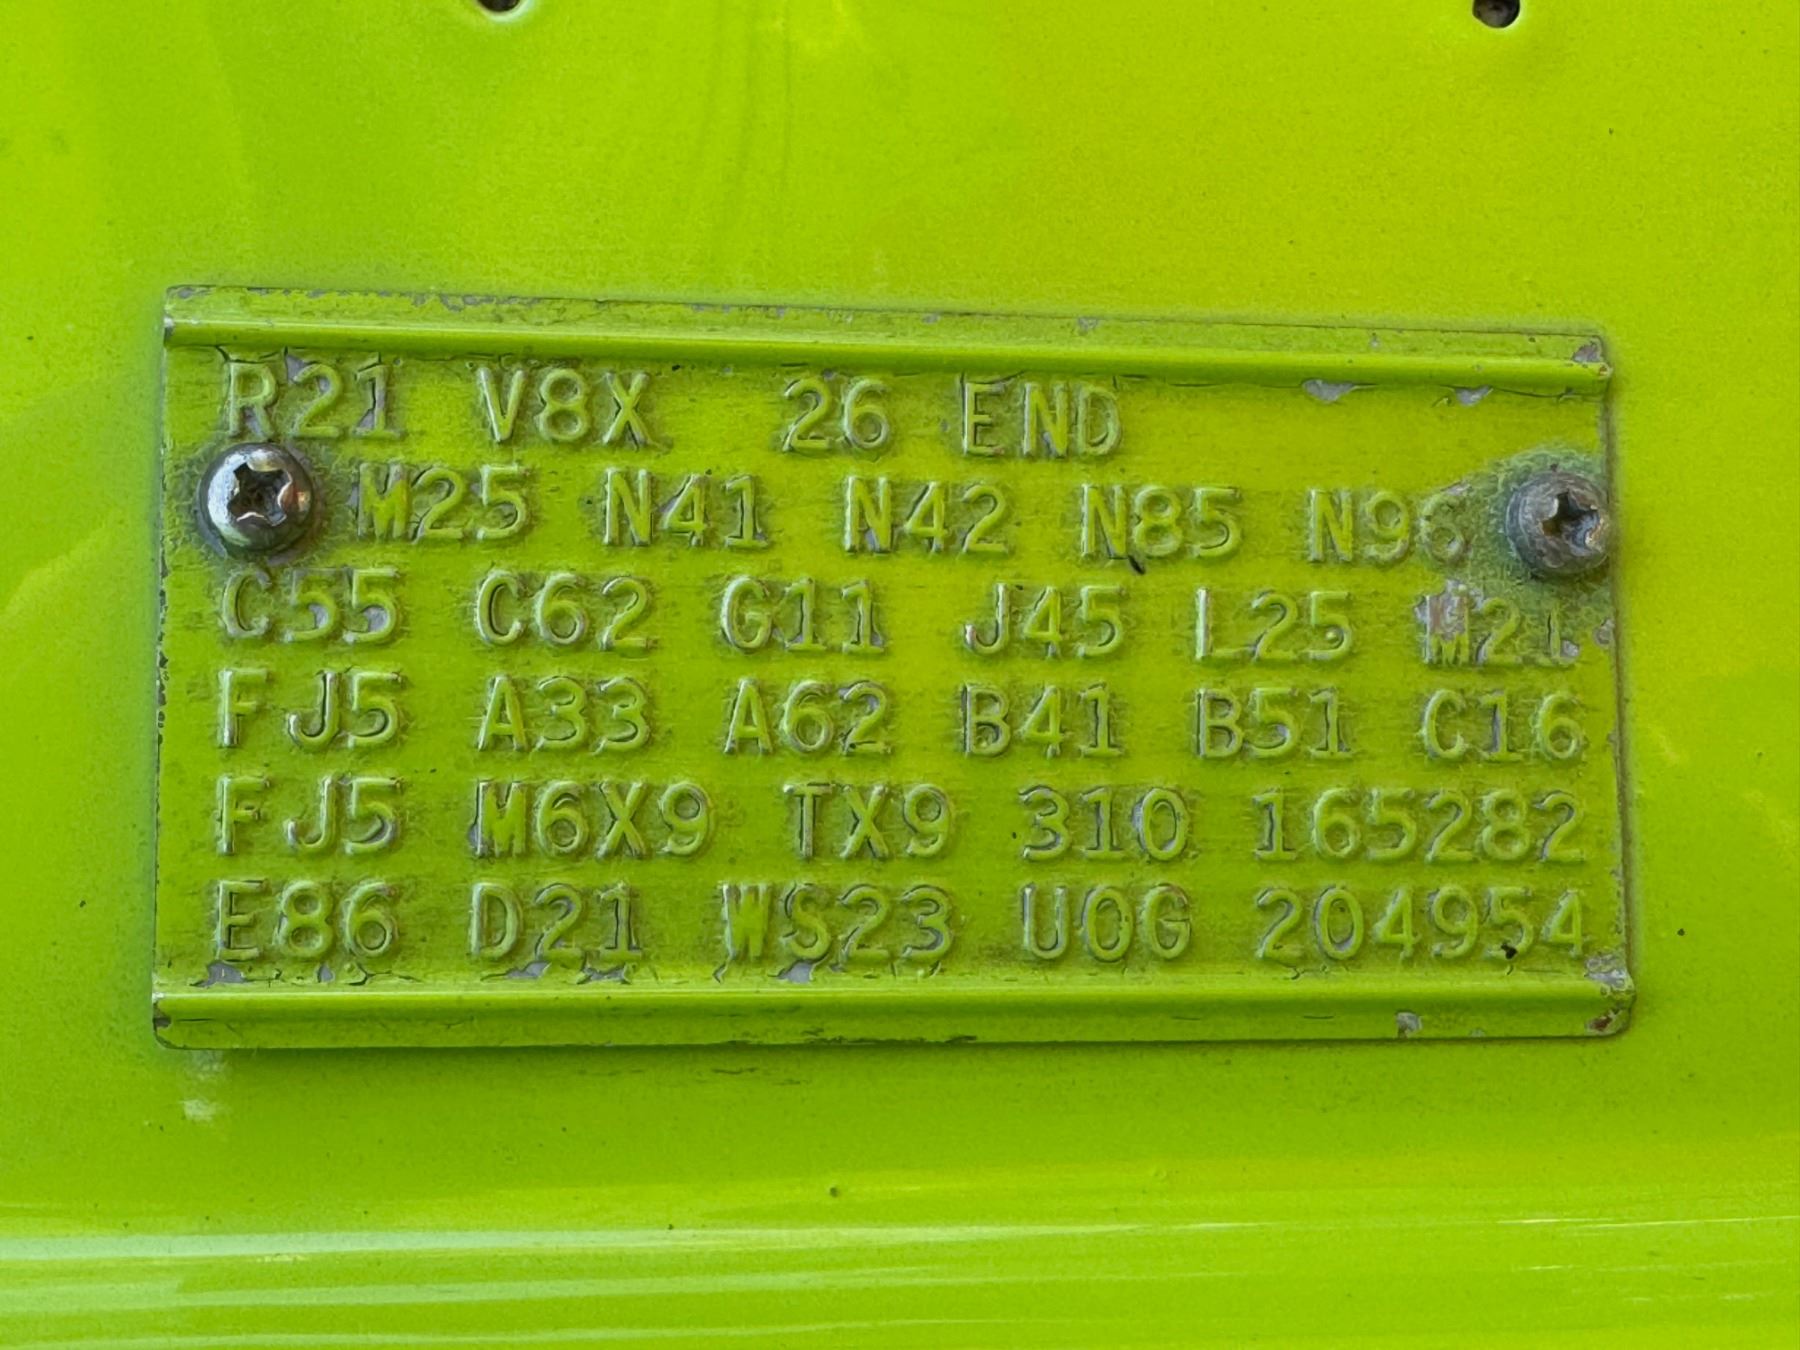 R21 V8X 26 END
M25 N41 N42 N85 N96
C55 C62 G11 J45 L25 M21
FJ5 A33 A62 B41 B51 C16
FJ5 M6X9 TX9 310 165282
E86 D21 WS23 U0G 204954